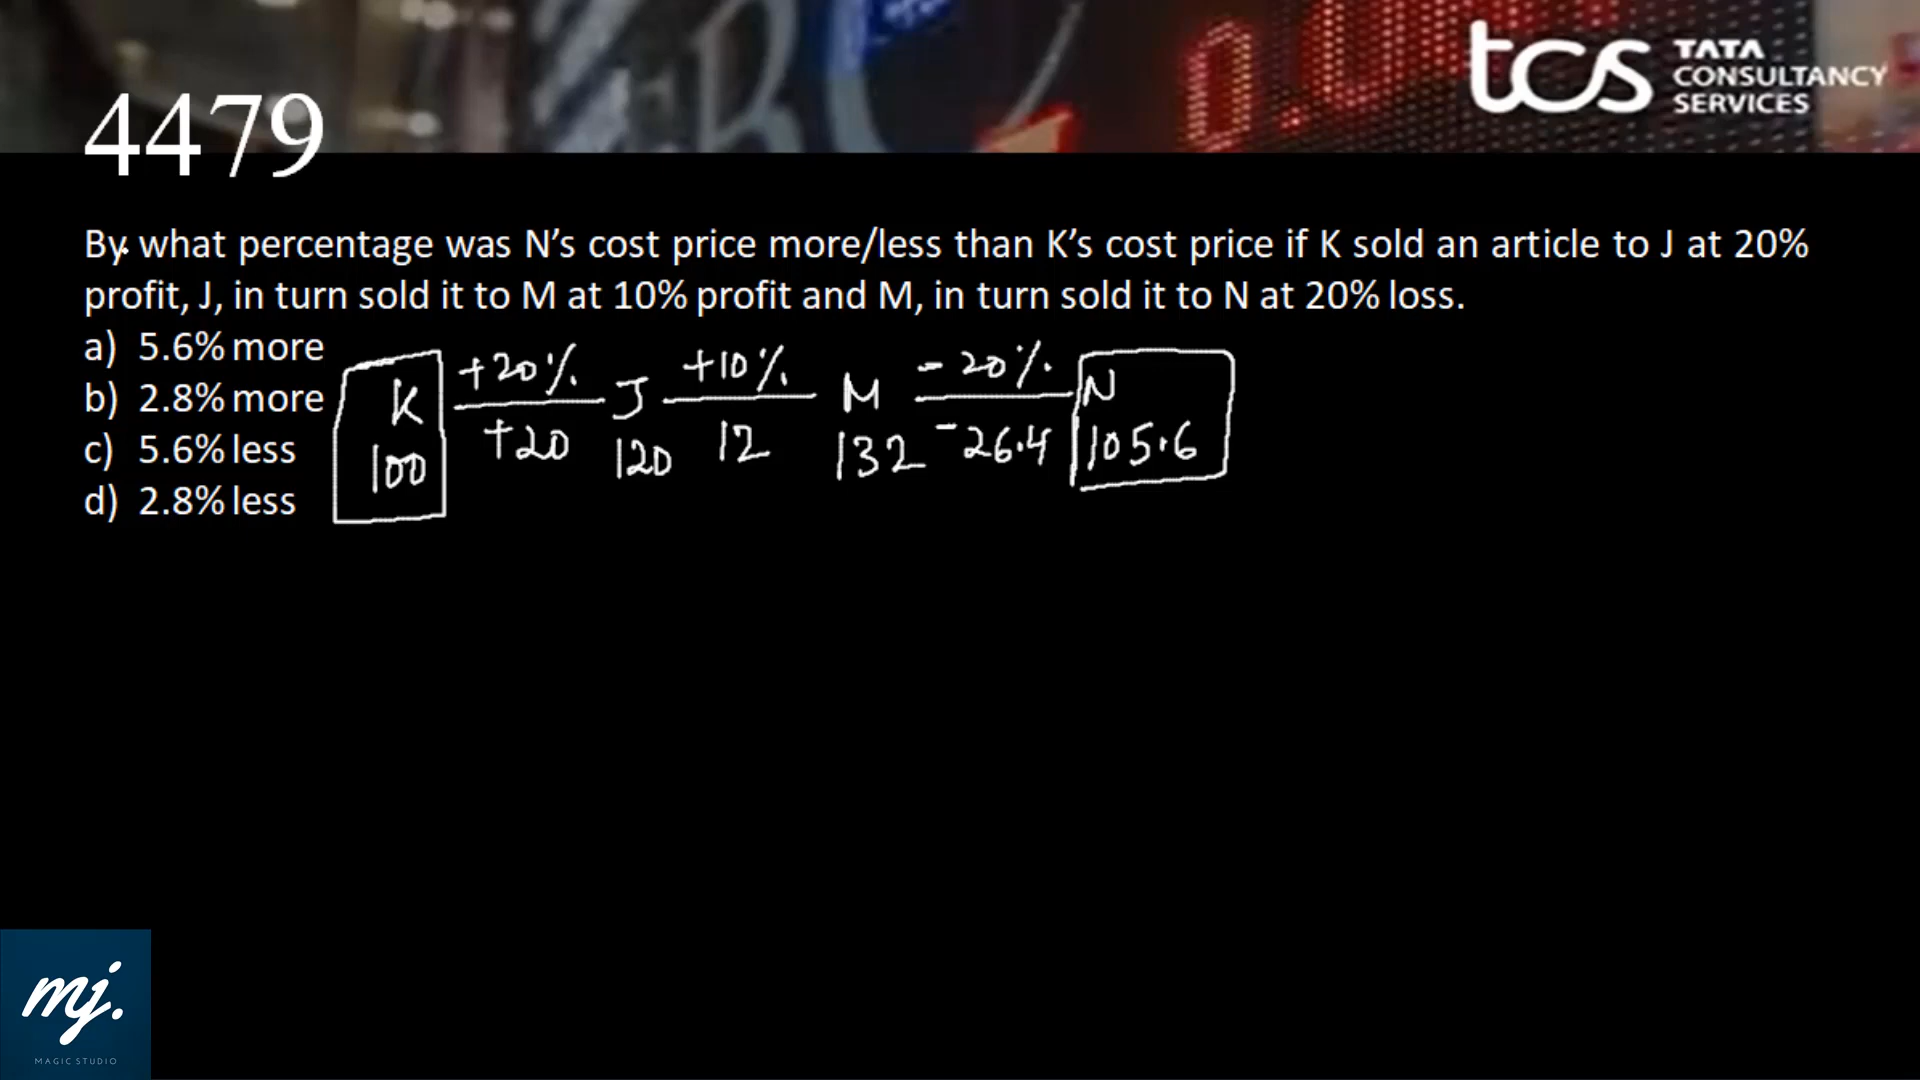 tcs TATA
CONSULTANCY
SERVICES
4479
By what percentage was N’s cost price more/less than K’s cost price if K sold an article to J at 20%
profit, J, in turn sold it to M at 10% profit and M, in turn sold it to N at 20% loss.
a) 5.6% more
b) 2.8% more
c) 5.6% less
d) 2.8% less
K +20% J +10% M -20% N
100 +20 120 12 132 -26.4 105.6
mj.
MAGIC STUDIO